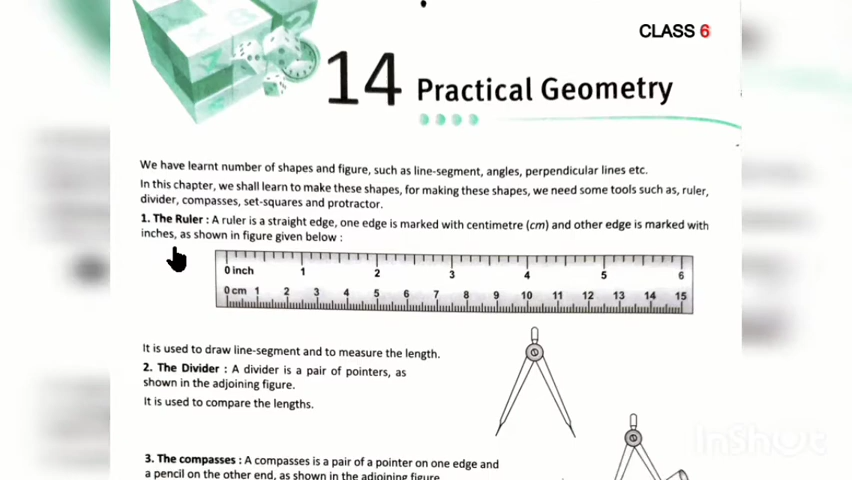 CLASS 6
14 Practical Geometry
We have learnt number of shapes and figure, such as line-segment, angles, perpendicular lines etc.
In this chapter, we shall learn to make these shapes, for making these shapes, we need some tools such as, ruler,
divider, compasses, set-squares and protractor.
1. The Ruler : A ruler is a straight edge, one edge is marked with centimetre (cm) and other edge is marked with
inches, as shown in figure given below :
0 inch 1 2 3 4 5 6
0 cm 1 2 3 4 5 6 7 8 9 10 11 12 13 14 15
It is used to draw line-segment and to measure the length.
2. The Divider : A divider is a pair of pointers, as
shown in the adjoining figure.
It is used to compare the lengths.
3. The compasses : A compasses is a pair of a pointer on one edge and
a pencil on the other end, as shown in the adjoining figure
InShOt